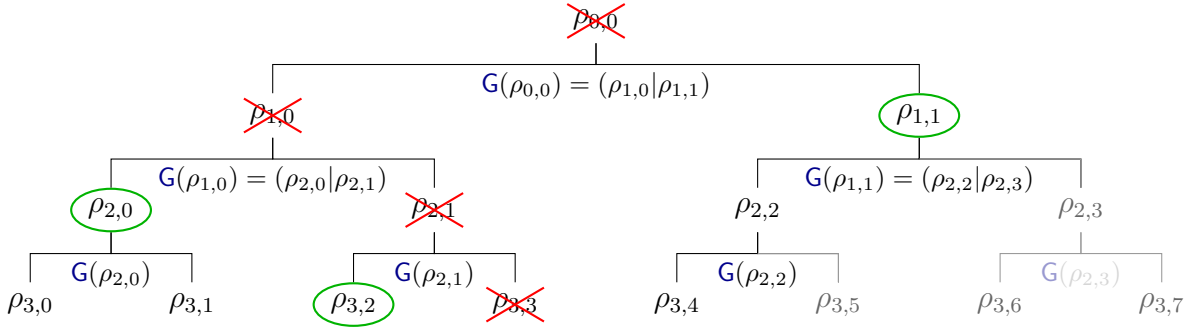 ρ0,0
G(ρ0,0) = (ρ1,0|ρ1,1)
ρ1,0 ρ1,1
G(ρ1,0) = (ρ2,0|ρ2,1) G(ρ1,1) = (ρ2,2|ρ2,3)
ρ2,0 ρ2,1 ρ2,2 ρ2,3
G(ρ2,0) G(ρ2,1) G(ρ2,2) G(ρ2,3)
ρ3,0 ρ3,1 ρ3,2 ρ3,3 ρ3,4 ρ3,5 ρ3,6 ρ3,7